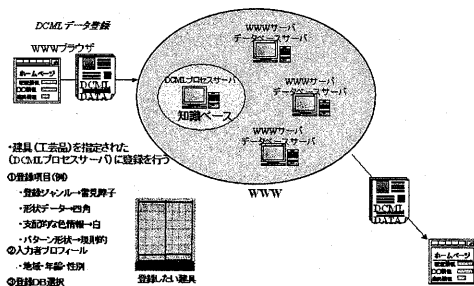 DCMLデータ登録
WWWブラウザ
ホームページ
DCML
DATA
WWWサーバ
データベースサーバ
DCMLプロセスサーバ
知識ベース
WWWサーバ
データベースサーバ
WWWサーバ
データベースサーバ
WWW
・建具(工芸品)を指定された
(DCMLプロセスサーバ)に登録を行う
①登録項目(例)
・登録ジャンル→雪見障子
・形状データ→四角
・支配的な色情報→白
・パターン形状→規則的
②入力者プロフィール
・地域・年齢・性別
③登録DB選択
登録したい建具
DCML
DATA
ホームページ